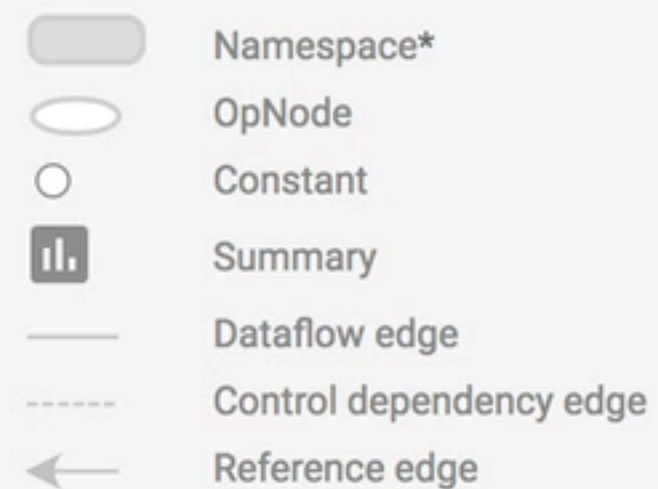 Namespace*
OpNode
Constant
Summary
Dataflow edge
Control dependency edge
Reference edge